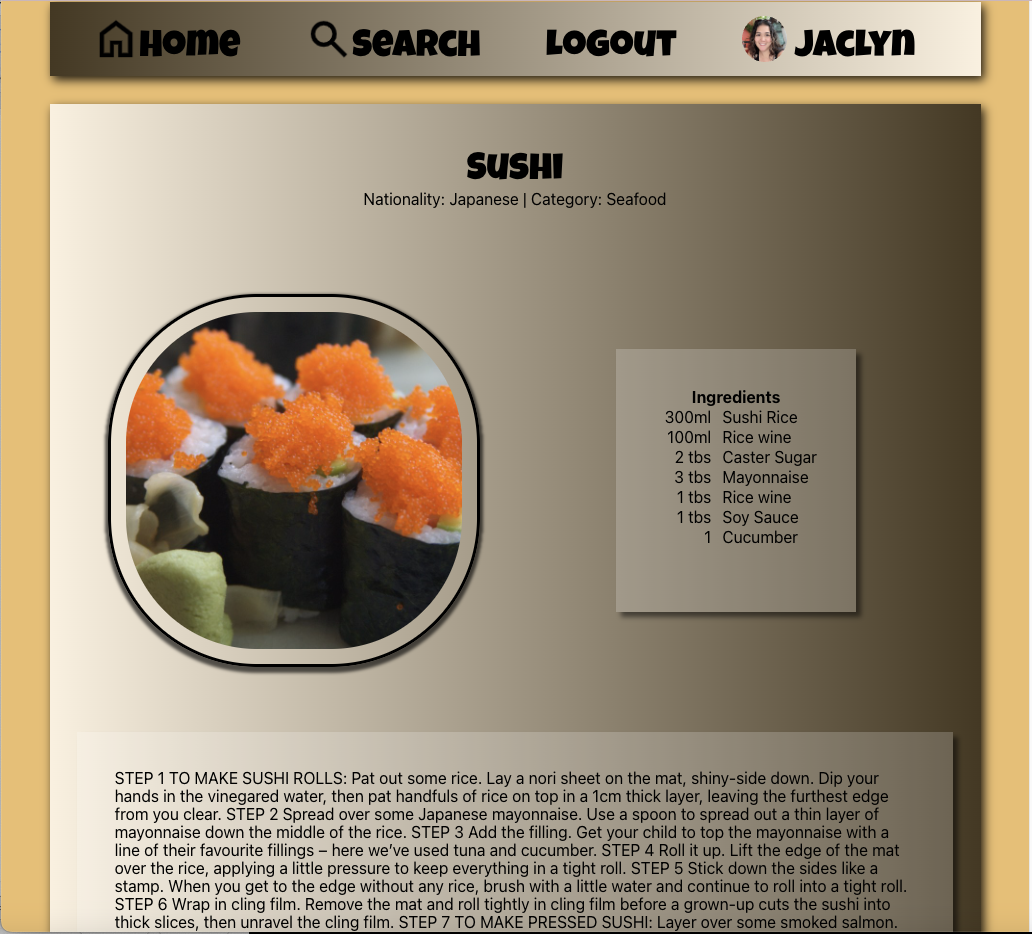 Home SEARCH LOGOUT JACLYN
SUSHI
Nationality: Japanese | Category: Seafood
Ingredients
300ml Sushi Rice
100ml Rice wine
2 tbs Caster Sugar
3 tbs Mayonnaise
1 tbs Rice wine
1 tbs Soy Sauce
1 Cucumber
STEP 1 TO MAKE SUSHI ROLLS: Pat out some rice. Lay a nori sheet on the mat, shiny-side down. Dip your
hands in the vinegared water, then pat handfuls of rice on top in a 1cm thick layer, leaving the furthest edge
from you clear. STEP 2 Spread over some Japanese mayonnaise. Use a spoon to spread out a thin layer of
mayonnaise down the middle of the rice. STEP 3 Add the filling. Get your child to top the mayonnaise with a
line of their favourite fillings – here we’ve used tuna and cucumber. STEP 4 Roll it up. Lift the edge of the mat
over the rice, applying a little pressure to keep everything in a tight roll. STEP 5 Stick down the sides like a
stamp. When you get to the edge without any rice, brush with a little water and continue to roll into a tight roll.
STEP 6 Wrap in cling film. Remove the mat and roll tightly in cling film before a grown-up cuts the sushi into
thick slices, then unravel the cling film. STEP 7 TO MAKE PRESSED SUSHI: Layer over some smoked salmon.